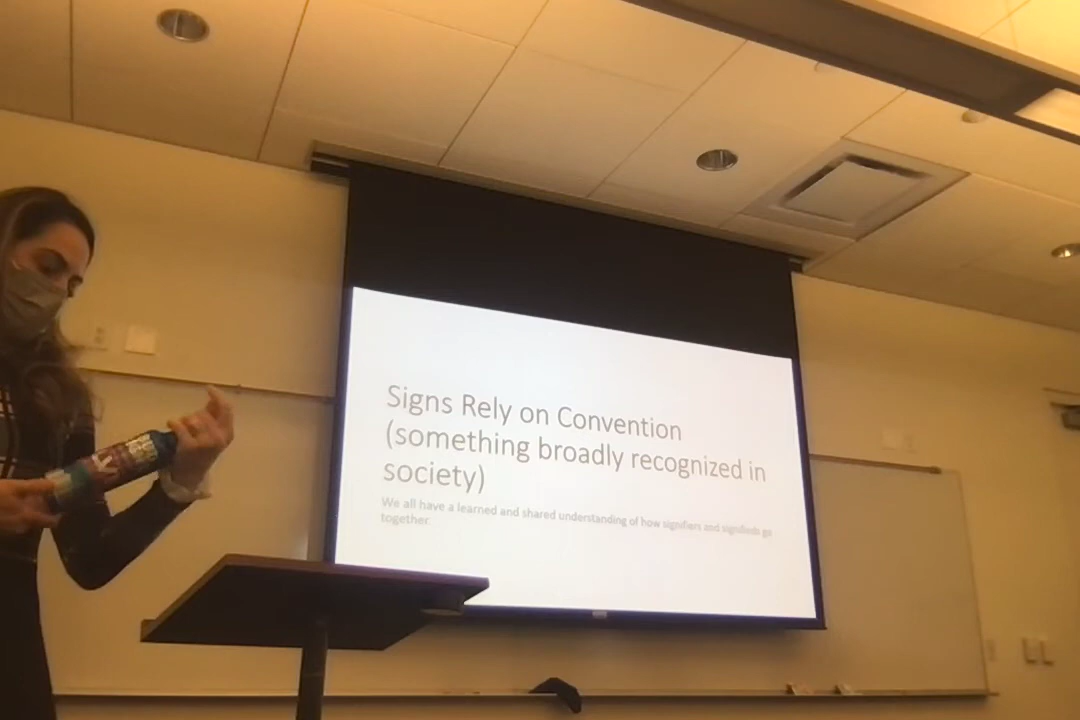 Signs Rely on Convention
(something broadly recognized in
society)
We all have a learned and shared understanding of how signifiers and signifieds go
together.